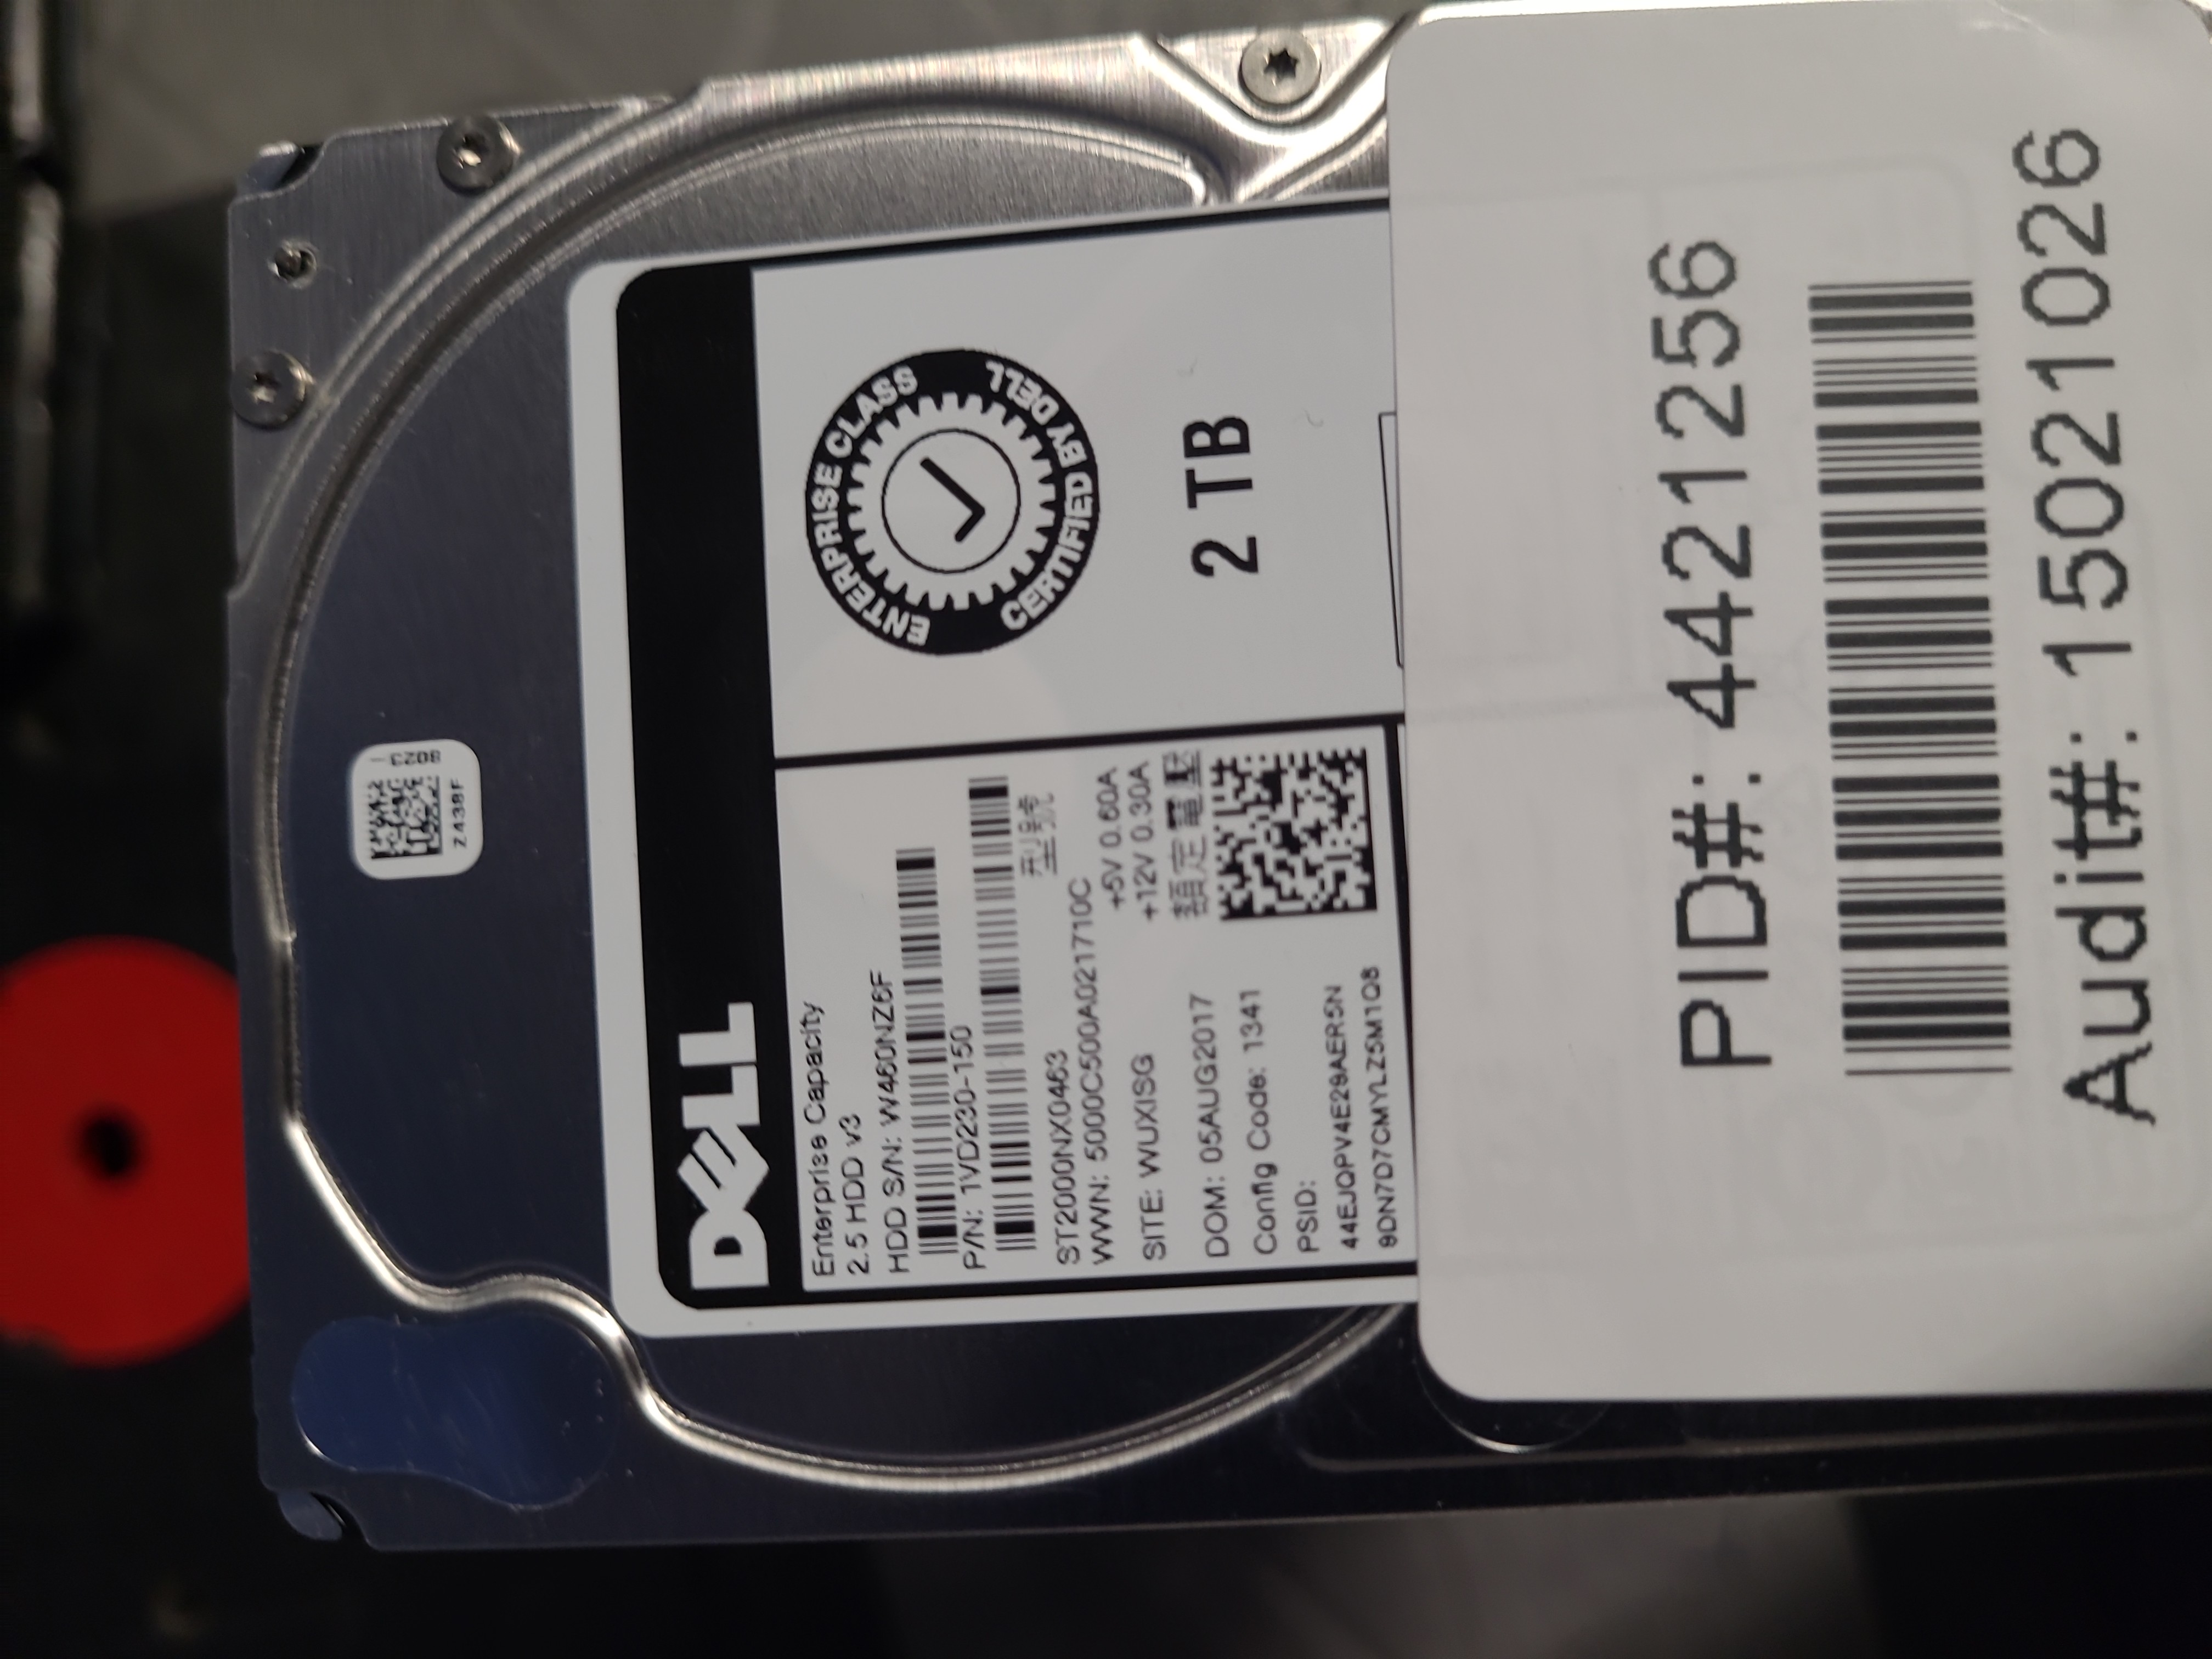 8023-
Z438F
DELL
Enterprise Capacity
2.5 HDD v3
HDD S/N: W460NZ6F
P/N: 1VD230-150
型號
ST2000NX0463
WWN: 5000C500A021710C
+5V 0.60A
+12V 0.30A
SITE: WUXISG
額定電壓
DOM: 05AUG2017
Config Code: 1341
PSID:
44EJQPV4E29AER5N
9DN7D7CMYLZ5M1Q8
ENTERPRISE CLASS
CERTIFIED BY DELL
2 TB
PID#: 4421256
Audit#: 15021026